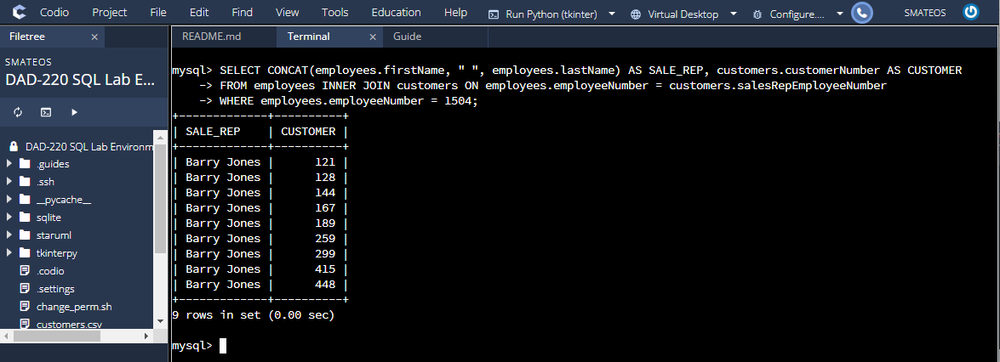 Codio Project File Edit Find View Tools Education Help Run Python (tkinter) Virtual Desktop Configure.... SMATEOS
Filetree × README.md Terminal × Guide
SMATEOS
DAD-220 SQL Lab E...
DAD-220 SQL Lab Environm
.guides
.ssh
__pycache__
sqlite
staruml
tkinterpy
.codio
.settings
change_perm.sh
customers.csv
mysql> SELECT CONCAT(employees.firstName, " ", employees.lastName) AS SALE_REP, customers.customerNumber AS CUSTOMER
    -> FROM employees INNER JOIN customers ON employees.employeeNumber = customers.salesRepEmployeeNumber
    -> WHERE employees.employeeNumber = 1504;
+-------------+----------+
| SALE_REP    | CUSTOMER |
+-------------+----------+
| Barry Jones |      121 |
| Barry Jones |      128 |
| Barry Jones |      144 |
| Barry Jones |      167 |
| Barry Jones |      189 |
| Barry Jones |      259 |
| Barry Jones |      299 |
| Barry Jones |      415 |
| Barry Jones |      448 |
+-------------+----------+
9 rows in set (0.00 sec)
mysql>